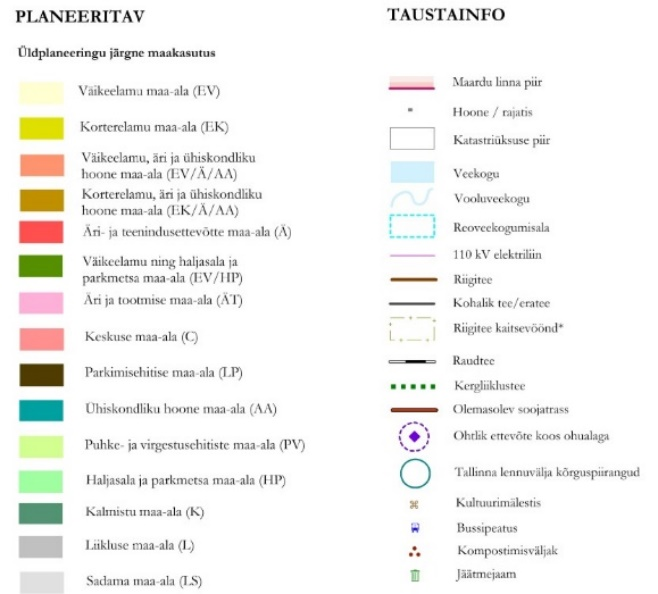 PLANEERITAV
Üldplaneeringu järgne maakasutus
Väikeelamu maa-ala (EV)
Korterelamu maa-ala (EK)
Väikeelamu, äri ja ühiskondliku
hoone maa-ala (EV/Ä/AA)
Korterelamu, äri ja ühiskondliku
hoone maa-ala (EK/Ä/AA)
Äri- ja teenindusettevõtte maa-ala (Ä)
Väikeelamu ning haljasala ja
parkmetsa maa-ala (EV/HP)
Äri ja tootmise maa-ala (ÄT)
Keskuse maa-ala (C)
Parkimisehitise maa-ala (LP)
Ühiskondliku hoone maa-ala (AA)
Puhke- ja virgestusehitiste maa-ala (PV)
Haljasala ja parkmetsa maa-ala (HP)
Kalmistu maa-ala (K)
Liikluse maa-ala (L)
Sadama maa-ala (LS)
TAUSTAINFO
Maardu linna piir
Hoone / rajatis
Katastriüksuse piir
Veekogu
Vooluveekogu
Reoveekogumisala
110 kV elektriliin
Riigitee
Kohalik tee/eratee
Riigitee kaitsevöönd*
Raudtee
Kergliiklustee
Olemasolev soojatrass
Ohtlik ettevõte koos ohualaga
Tallinna lennuvälja kõrguspiirangud
Kultuurimälestis
Bussipeatus
Kompostimisväljak
Jäätmejaam